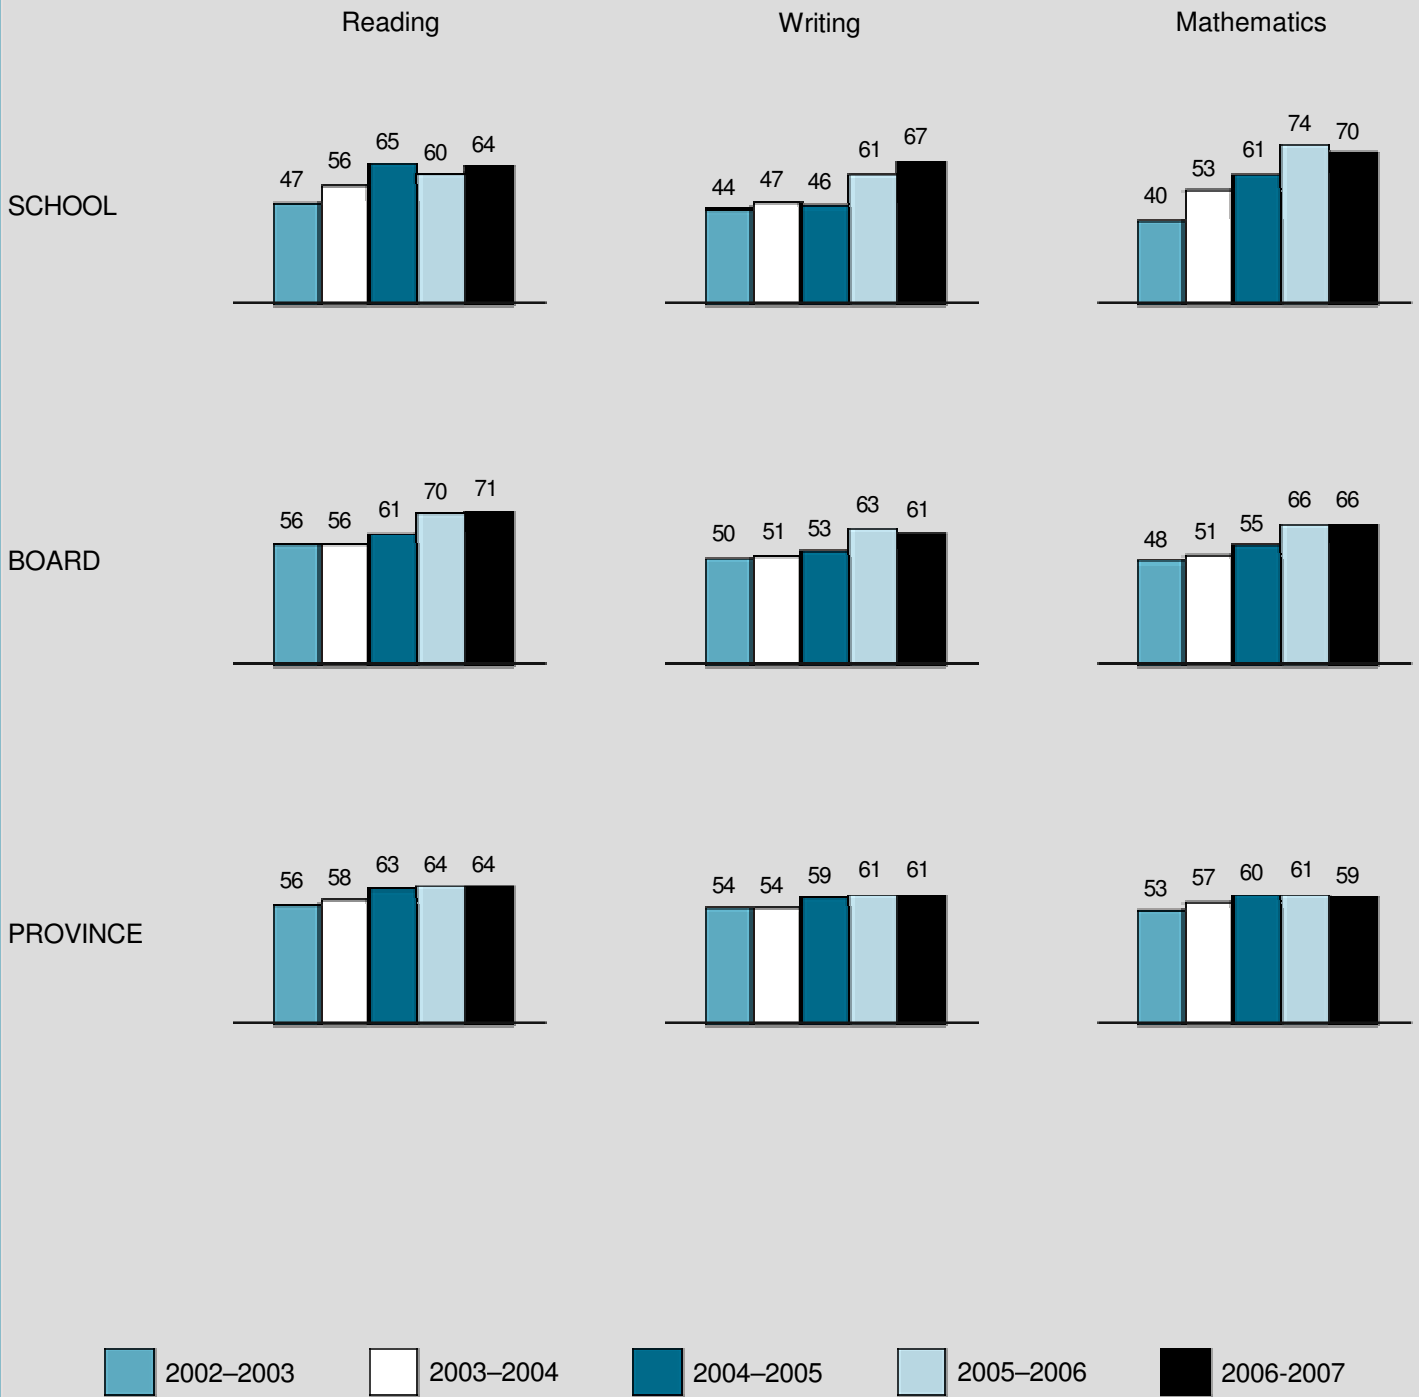 Reading Writing Mathematics
SCHOOL
47 56 65 60 64
44 47 46 61 67
40 53 61 74 70
BOARD
56 56 61 70 71
50 51 53 63 61
48 51 55 66 66
PROVINCE
56 58 63 64 64
54 54 59 61 61
53 57 60 61 59
2002–2003 2003–2004 2004–2005 2005–2006 2006-2007